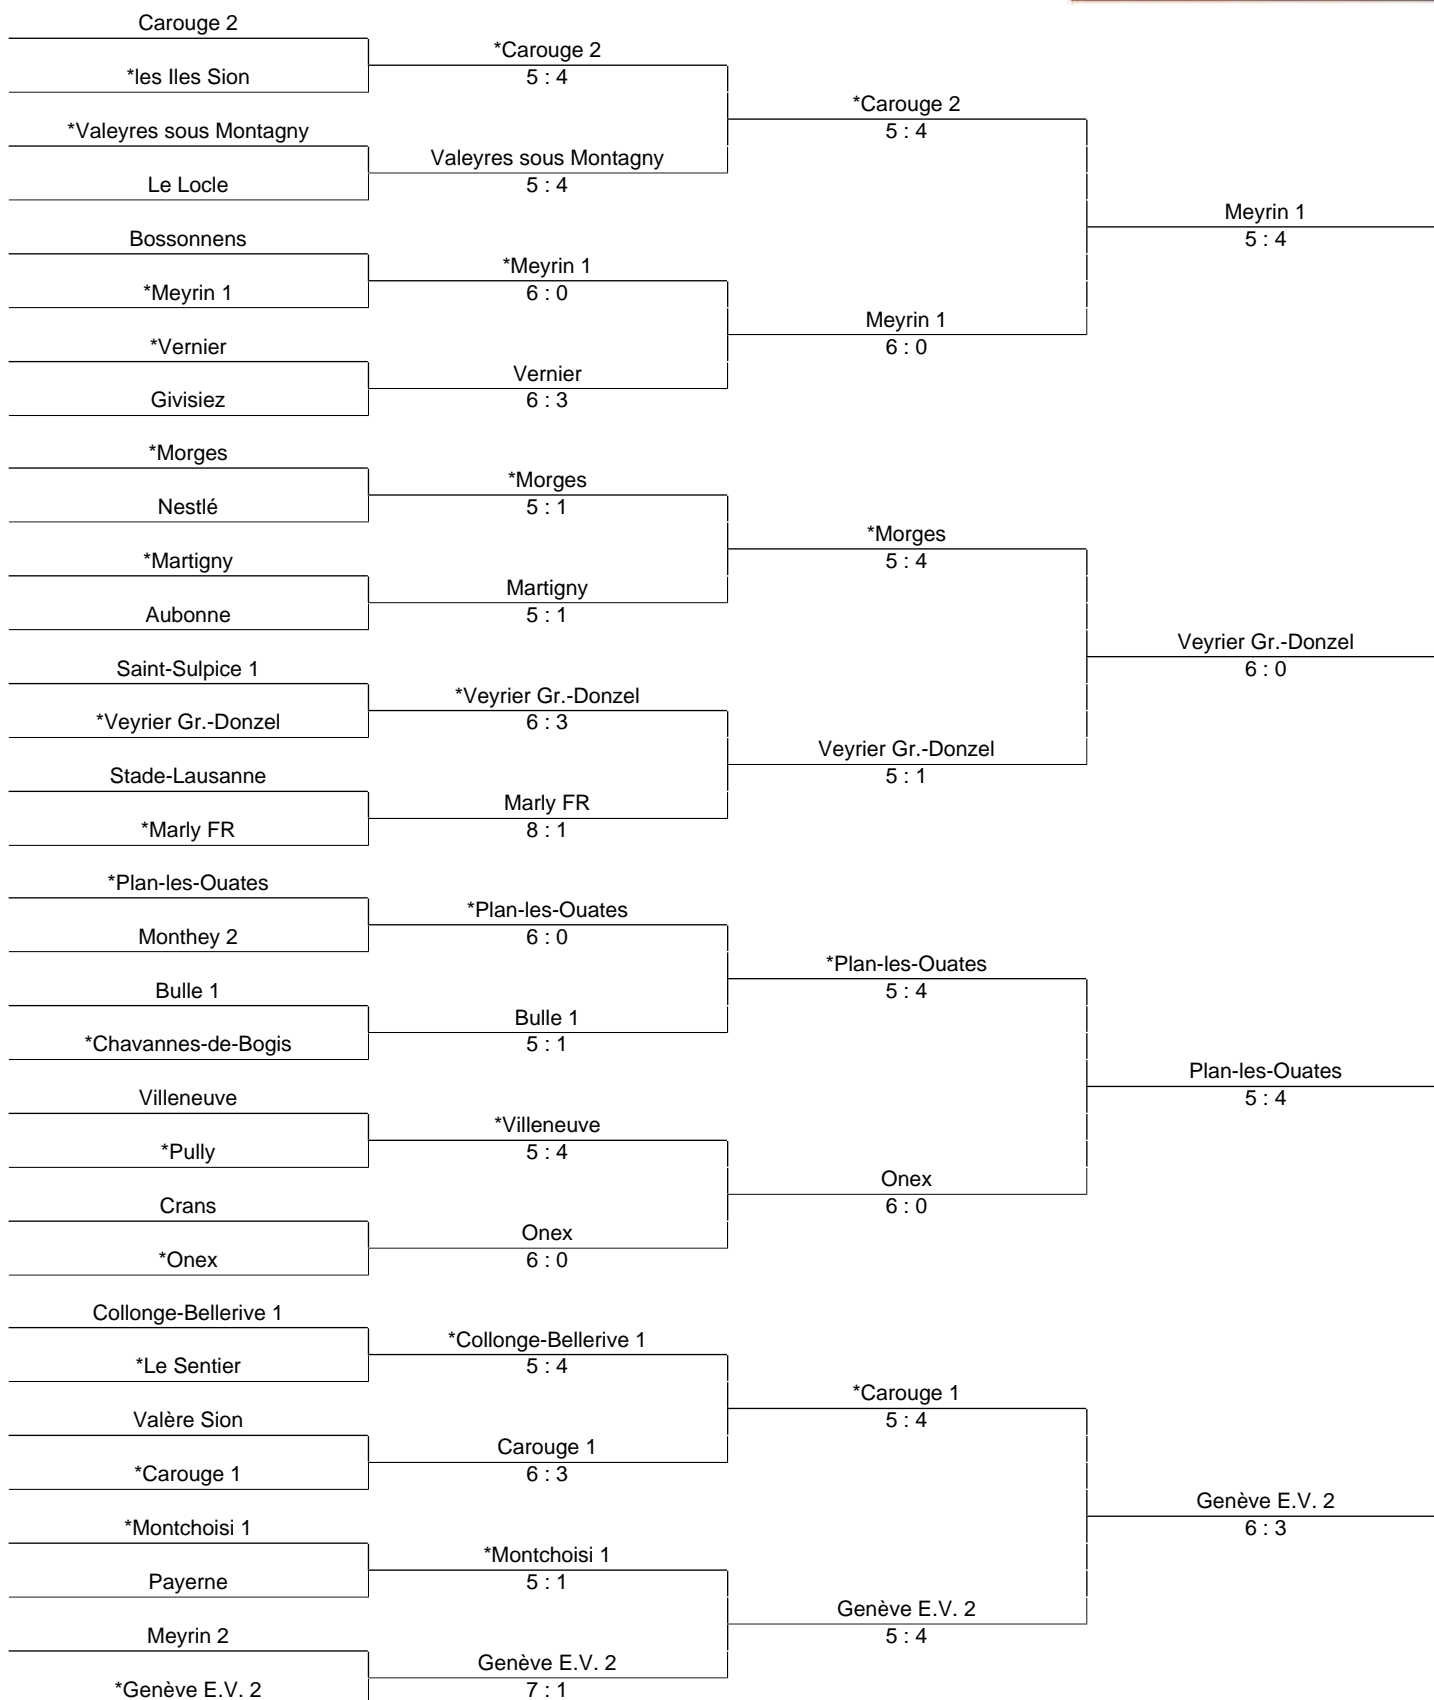 Carouge 2
*les Iles Sion
*Valeyres sous Montagny
Le Locle
Bossonnens
*Meyrin 1
*Vernier
Givisiez
*Morges
Nestlé
*Martigny
Aubonne
Saint-Sulpice 1
*Veyrier Gr.-Donzel
Stade-Lausanne
*Marly FR
*Plan-les-Ouates
Monthey 2
Bulle 1
*Chavannes-de-Bogis
Villeneuve
*Pully
Crans
*Onex
Collonge-Bellerive 1
*Le Sentier
Valère Sion
*Carouge 1
*Montchoisi 1
Payerne
Meyrin 2
*Genève E.V. 2
*Carouge 2
5 : 4
Valeyres sous Montagny
5 : 4
*Meyrin 1
6 : 0
Vernier
6 : 3
*Morges
5 : 1
Martigny
5 : 1
*Veyrier Gr.-Donzel
6 : 3
Marly FR
8 : 1
*Plan-les-Ouates
6 : 0
Bulle 1
5 : 1
*Villeneuve
5 : 4
Onex
6 : 0
*Collonge-Bellerive 1
5 : 4
Carouge 1
6 : 3
*Montchoisi 1
5 : 1
Genève E.V. 2
7 : 1
*Carouge 2
5 : 4
Meyrin 1
6 : 0
*Morges
5 : 4
Veyrier Gr.-Donzel
5 : 1
*Plan-les-Ouates
5 : 4
Onex
6 : 0
*Carouge 1
5 : 4
Genève E.V. 2
5 : 4
Meyrin 1
5 : 4
Veyrier Gr.-Donzel
6 : 0
Plan-les-Ouates
5 : 4
Genève E.V. 2
6 : 3